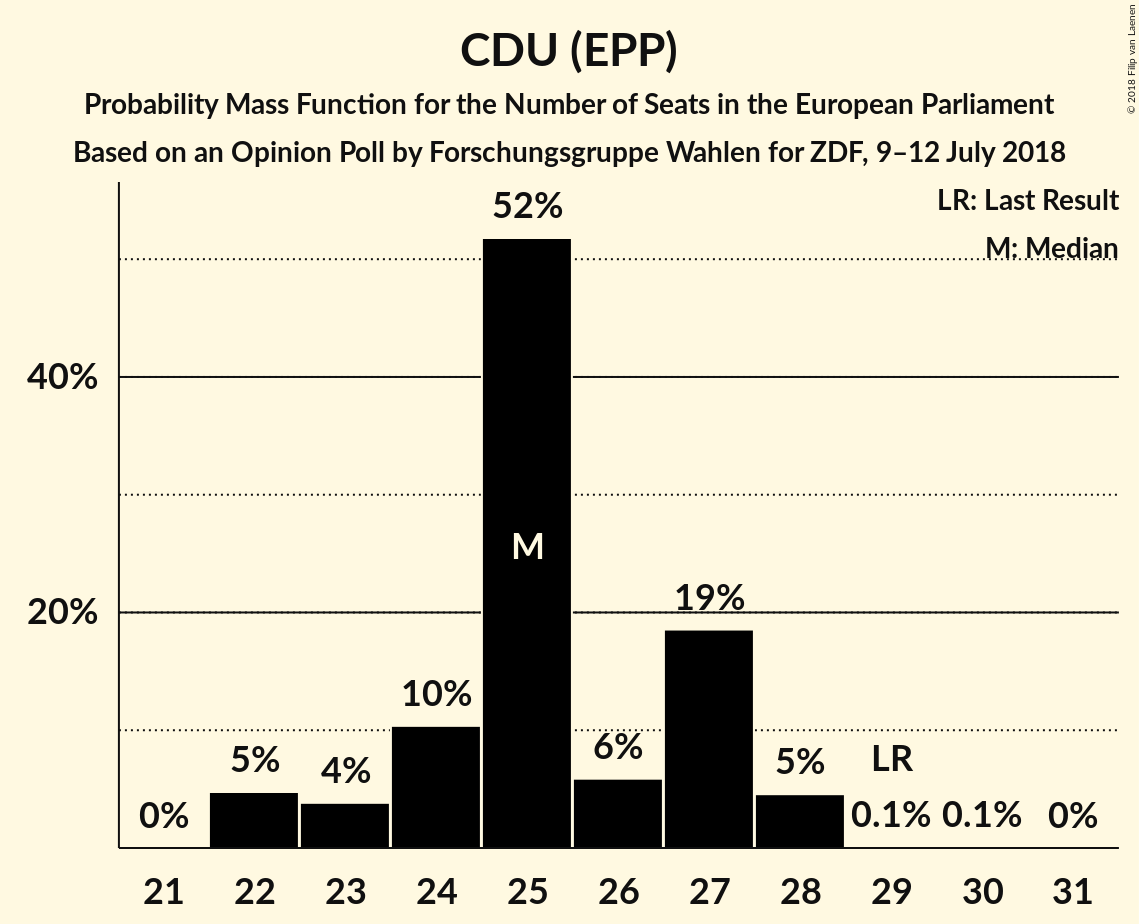 CDU (EPP)
Probability Mass Function for the Number of Seats in the European Parliament
Based on an Opinion Poll by Forschungsgruppe Wahlen for ZDF, 9–12 July 2018
© 2018 Filip van Laenen
LR: Last Result
M: Median
52%
40%
M
20%
19%
10%
5%
4%
6%
5%
LR
0%
0.1%
0.1%
0%
21 22 23 24 25 26 27 28 29 30 31